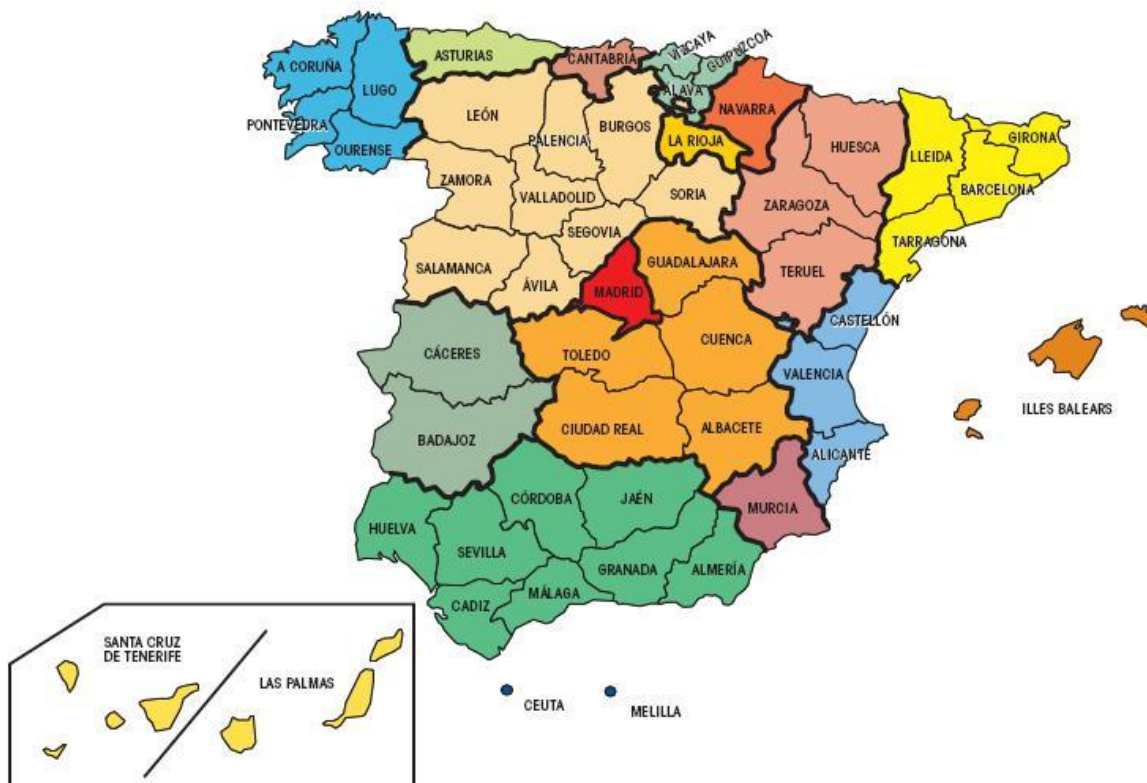 A CORUÑA
LUGO
PONTEVEDRA
OURENSE
ASTURIAS
CANTABRIA
VIZCAYA
GUIPUZCOA
ÁLAVA
NAVARRA
LA RIOJA
LEÓN
PALENCIA
BURGOS
ZAMORA
VALLADOLID
SORIA
SEGOVIA
SALAMANCA
ÁVILA
HUESCA
ZARAGOZA
TERUEL
LLEIDA
GIRONA
BARCELONA
TARRAGONA
MADRID
GUADALAJARA
CUENCA
TOLEDO
CIUDAD REAL
ALBACETE
CÁCERES
BADAJOZ
CASTELLÓN
VALENCIA
ALICANTE
ILLES BALEARS
MURCIA
HUELVA
SEVILLA
CÓRDOBA
JAÉN
GRANADA
ALMERÍA
MÁLAGA
CADIZ
SANTA CRUZ
DE TENERIFE
LAS PALMAS
CEUTA
MELILLA